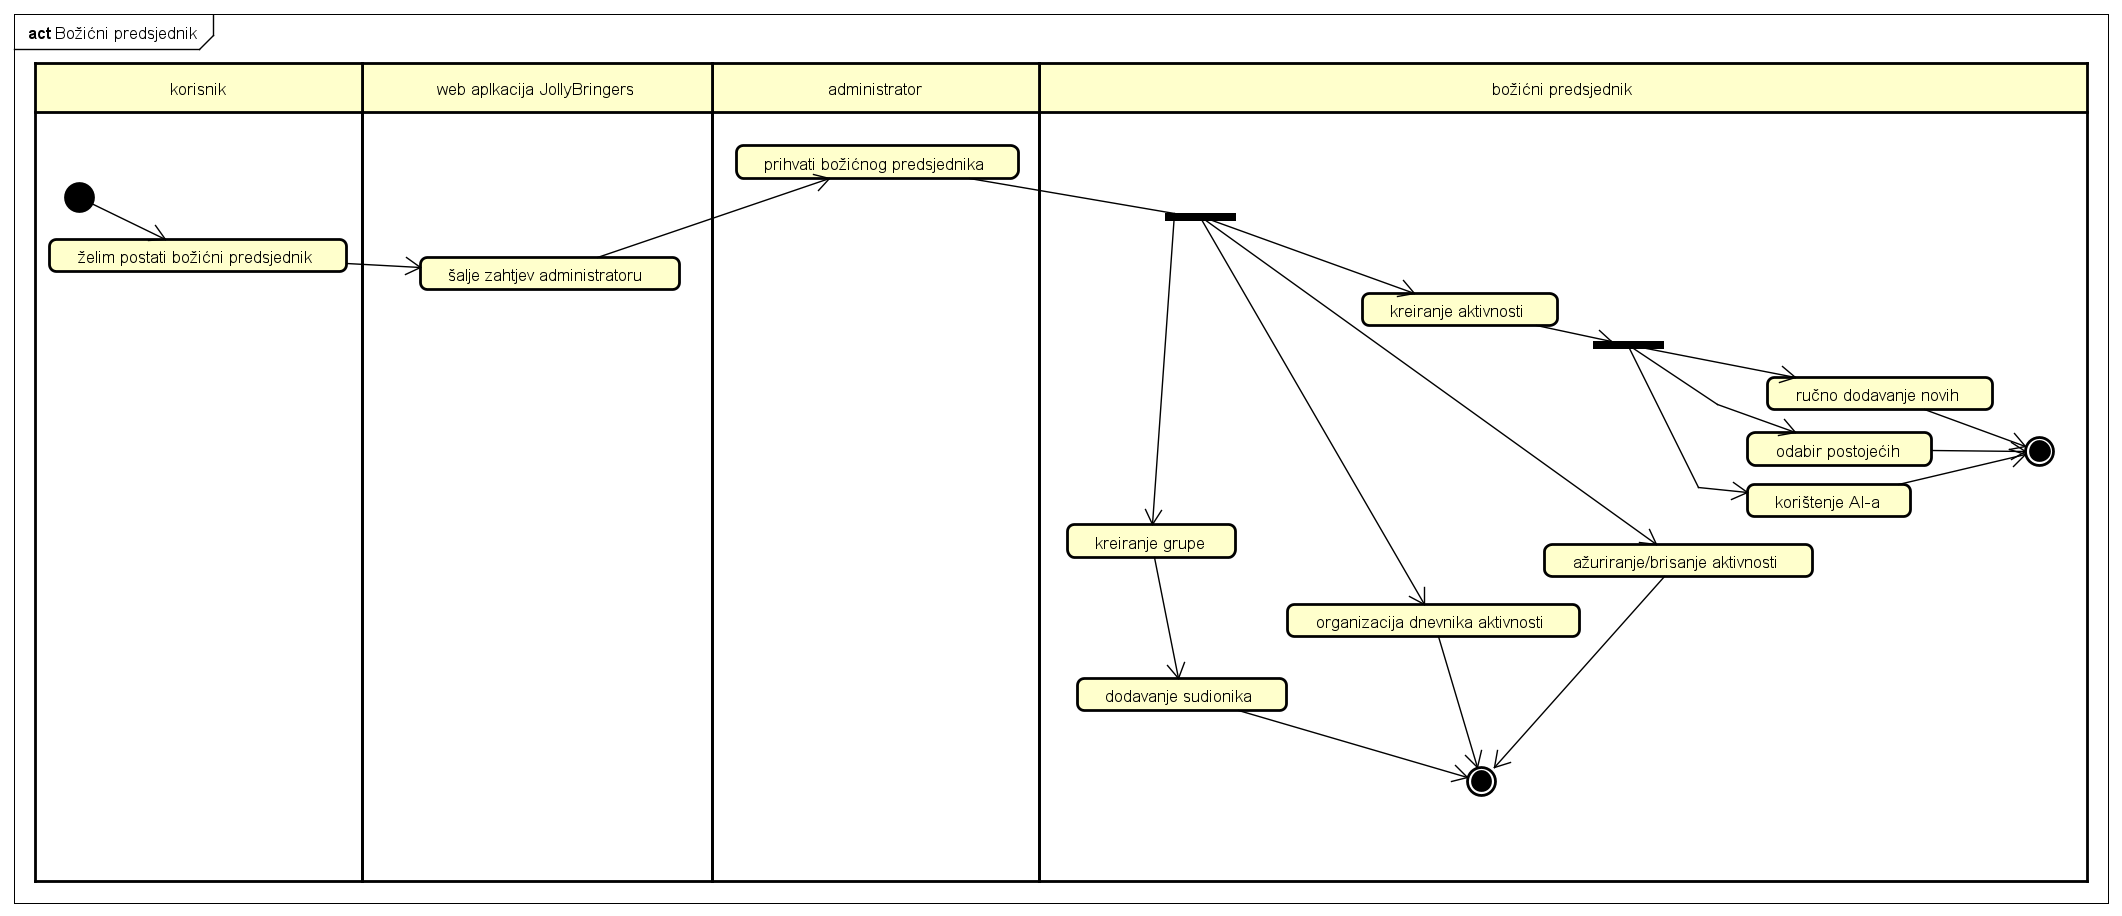 act Božićni predsjednik
korisnik
web aplkacija JollyBringers
administrator
božićni predsjednik
prihvati božićnog predsjednika
želim postati božićni predsjednik
šalje zahtjev administratoru
kreiranje aktivnosti
ručno dodavanje novih
odabir postojećih
korištenje AI-a
kreiranje grupe
ažuriranje/brisanje aktivnosti
organizacija dnevnika aktivnosti
dodavanje sudionika